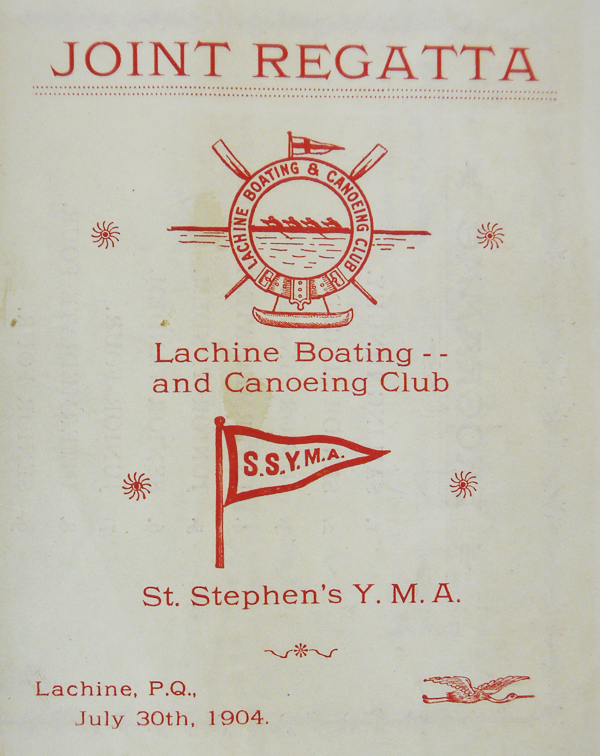 JOINT REGATTA
LACHINE BOATING & CANOEING CLUB
Lachine Boating --
and Canoeing Club
S.S.Y.M.A.
St. Stephen's Y. M. A.
Lachine, P.Q.,
July 30th, 1904.